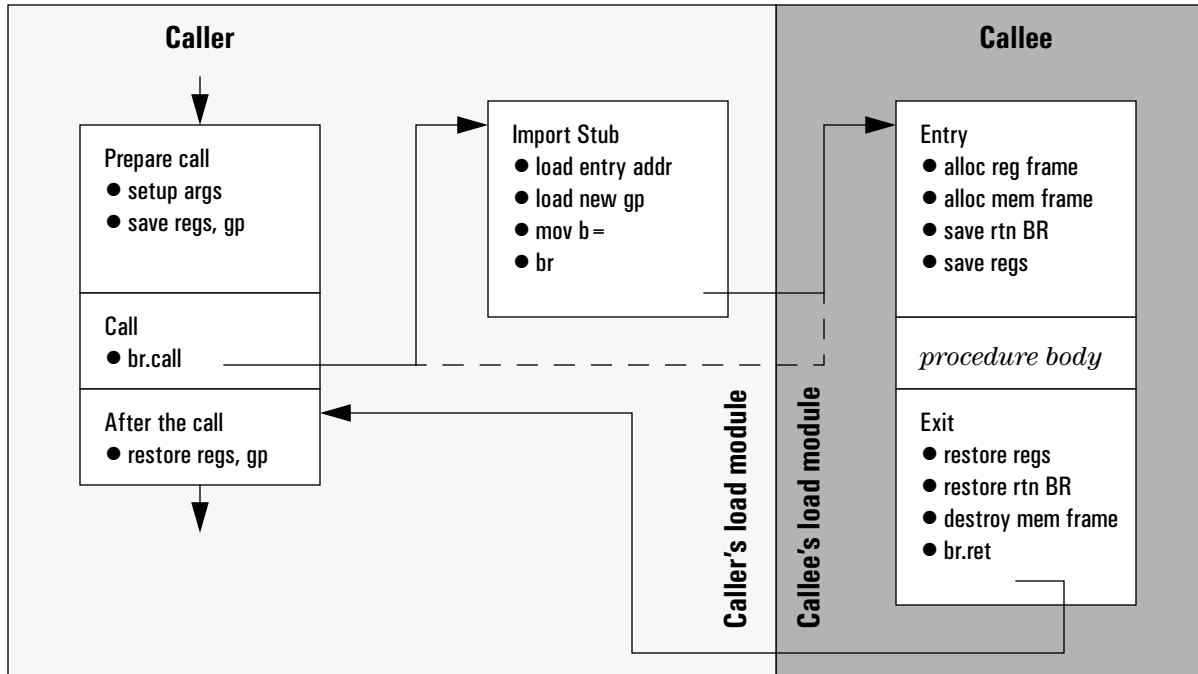 Caller
Callee
Prepare call
● setup args
● save regs, gp
Call
● br.call
After the call
● restore regs, gp
Import Stub
● load entry addr
● load new gp
● mov b=
● br
Caller's load module
Callee's load module
Entry
● alloc reg frame
● alloc mem frame
● save rtn BR
● save regs
procedure body
Exit
● restore regs
● restore rtn BR
● destroy mem frame
● br.ret